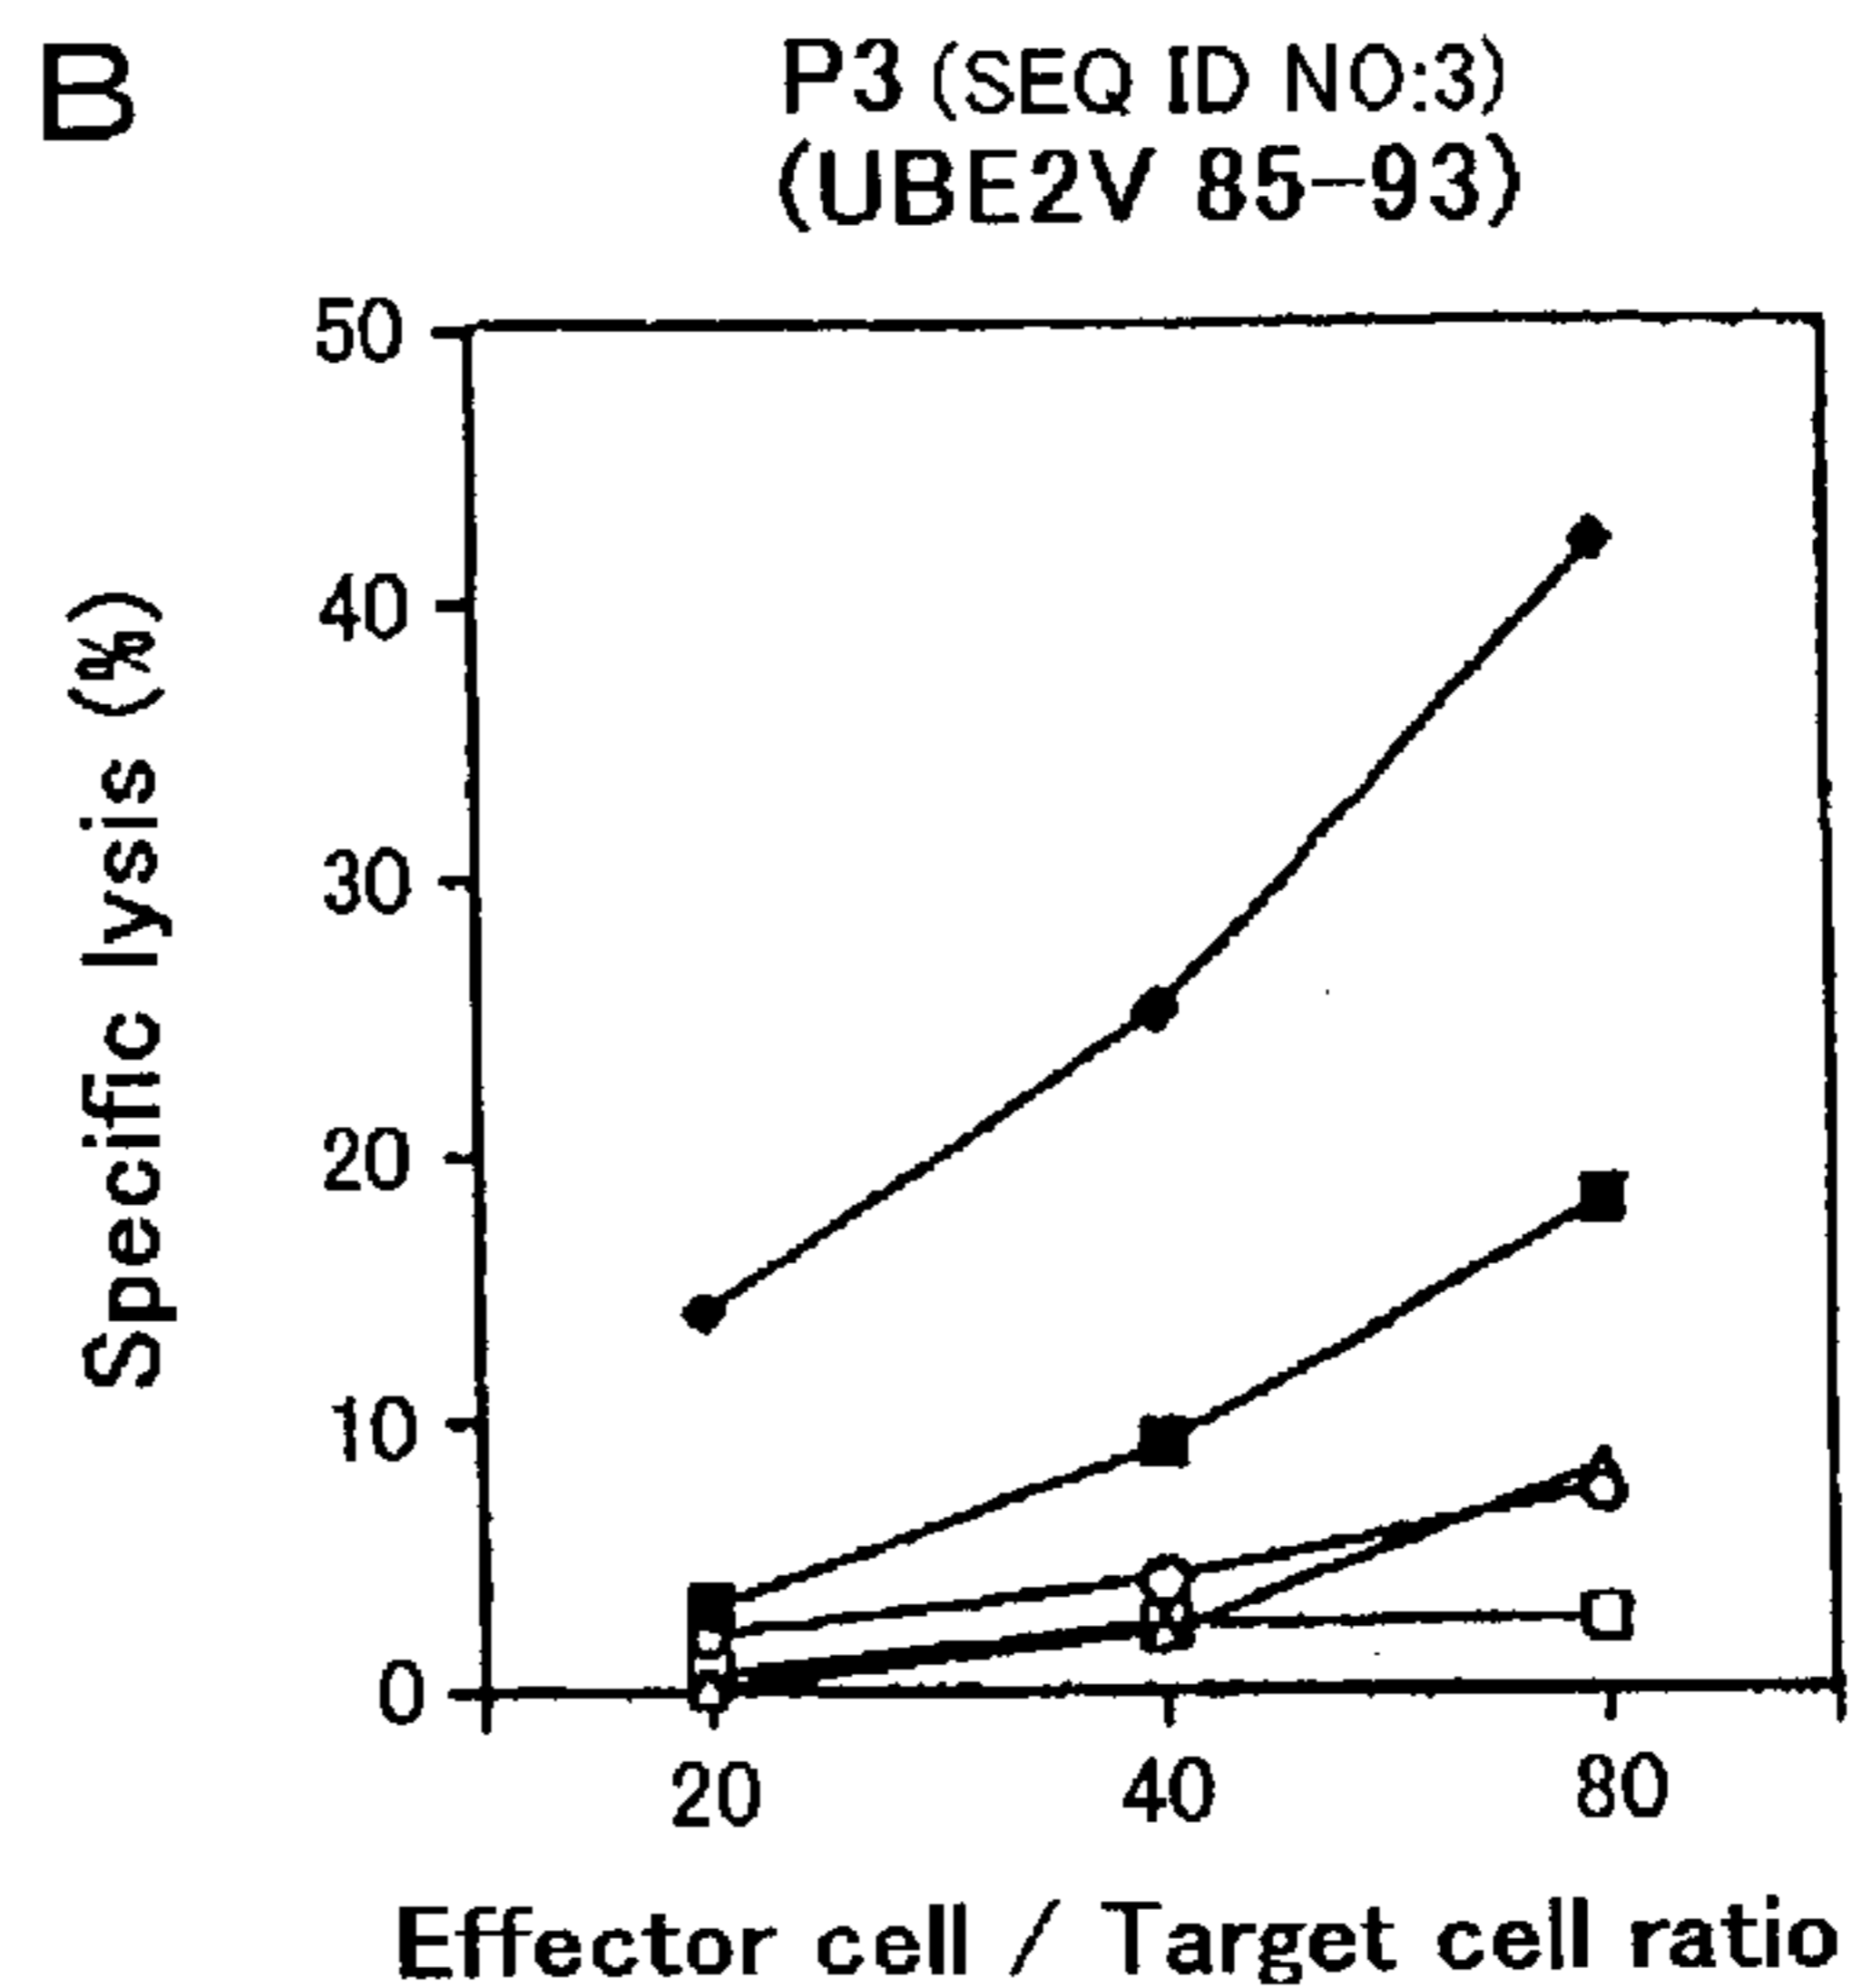 B
P3 (SEQ ID NO:3)
(UBE2V 85-93)
50
40
30
20
10
0
Specific lysis (%)
20 40 80
Effector cell / Target cell ratio